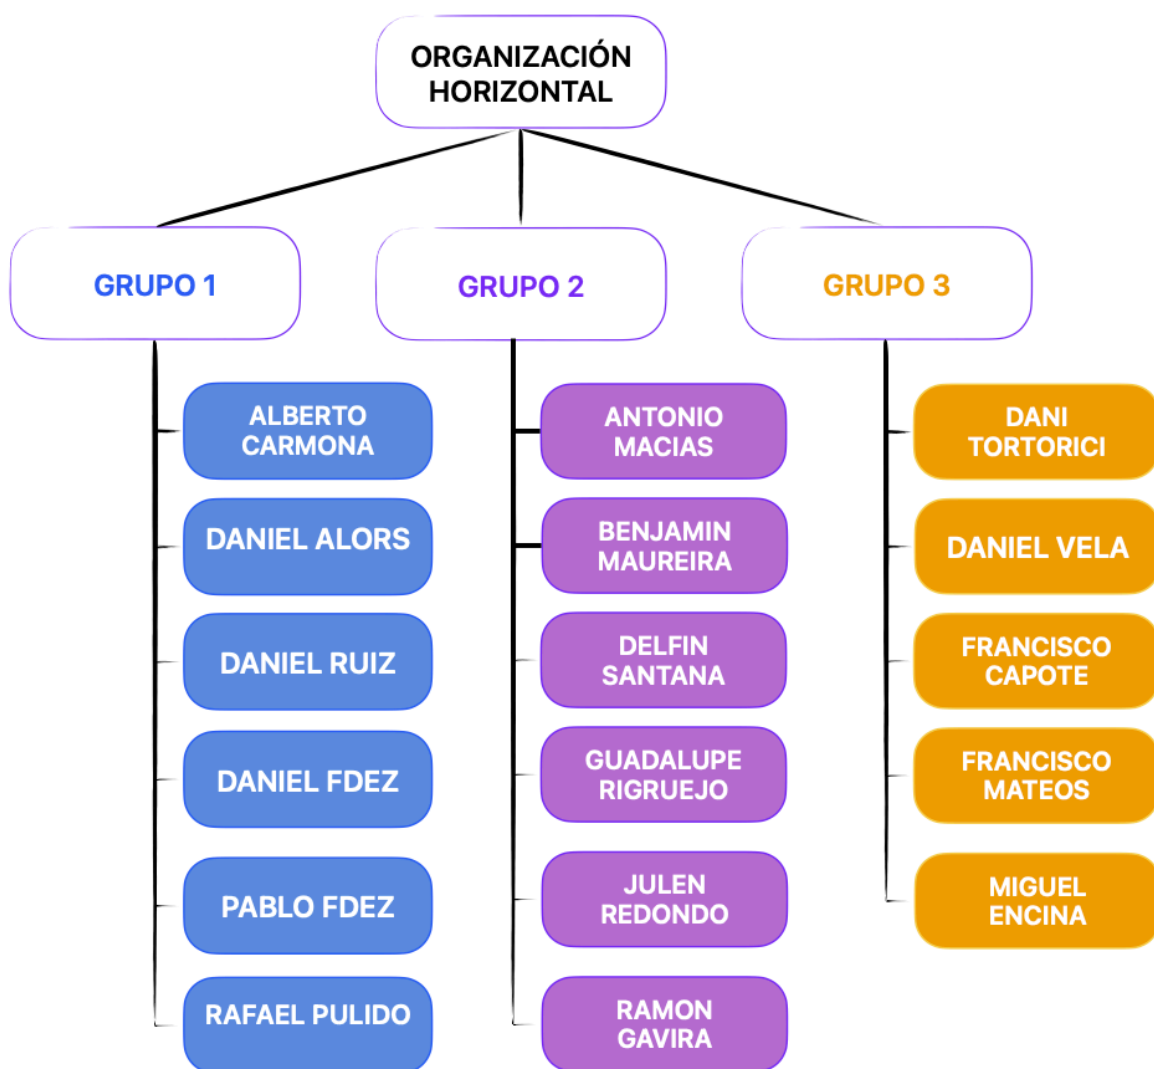 ORGANIZACIÓN
HORIZONTAL
GRUPO 1
GRUPO 2
GRUPO 3
ALBERTO
CARMONA
DANIEL ALORS
DANIEL RUIZ
DANIEL FDEZ
PABLO FDEZ
RAFAEL PULIDO
ANTONIO
MACIAS
BENJAMIN
MAUREIRA
DELFIN
SANTANA
GUADALUPE
RIGRUEJO
JULEN
REDONDO
RAMON
GAVIRA
DANI
TORTORICI
DANIEL VELA
FRANCISCO
CAPOTE
FRANCISCO
MATEOS
MIGUEL
ENCINA